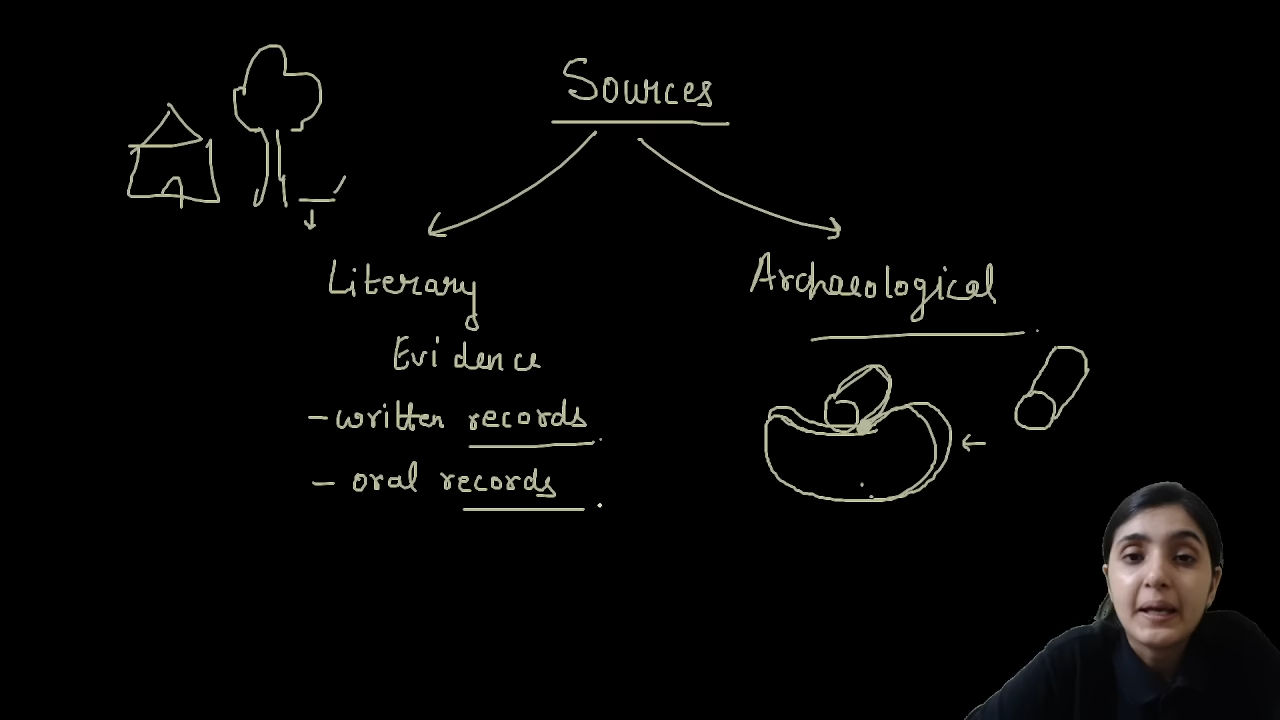 Sources
Literary
Evidence
- written records
- oral records
Archaeological